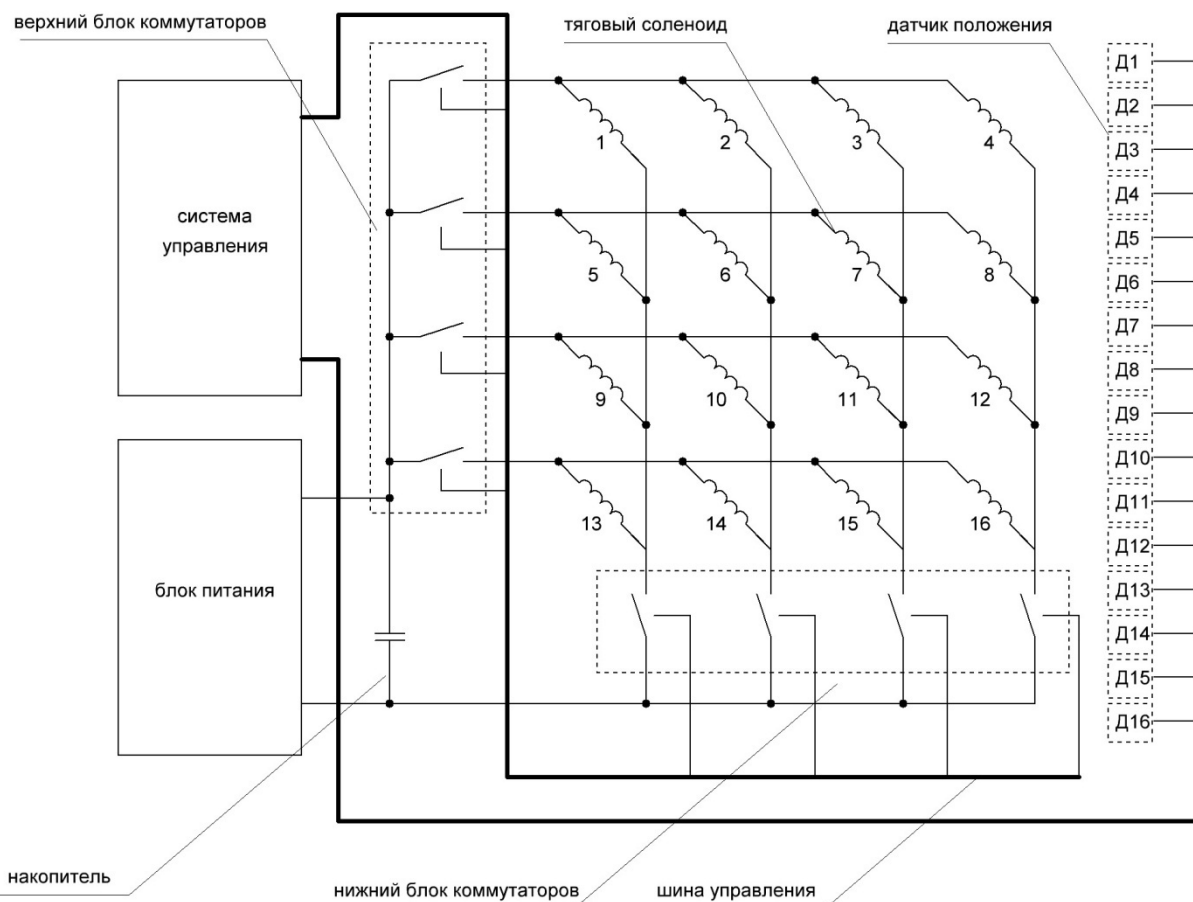 верхний блок коммутаторов
тяговый соленоид
датчик положения
система
управления
блок питания
1
2
3
4
5
6
7
8
9
10
11
12
13
14
15
16
Д1
Д2
Д3
Д4
Д5
Д6
Д7
Д8
Д9
Д10
Д11
Д12
Д13
Д14
Д15
Д16
накопитель
нижний блок коммутаторов
шина управления